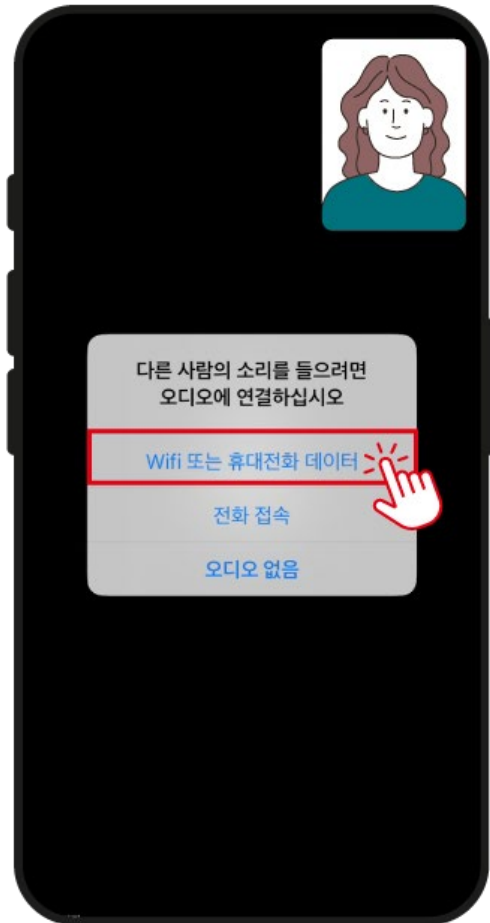 다른 사람의 소리를 들으려면
오디오에 연결하십시오
Wifi 또는 휴대전화 데이터
전화 접속
오디오 없음